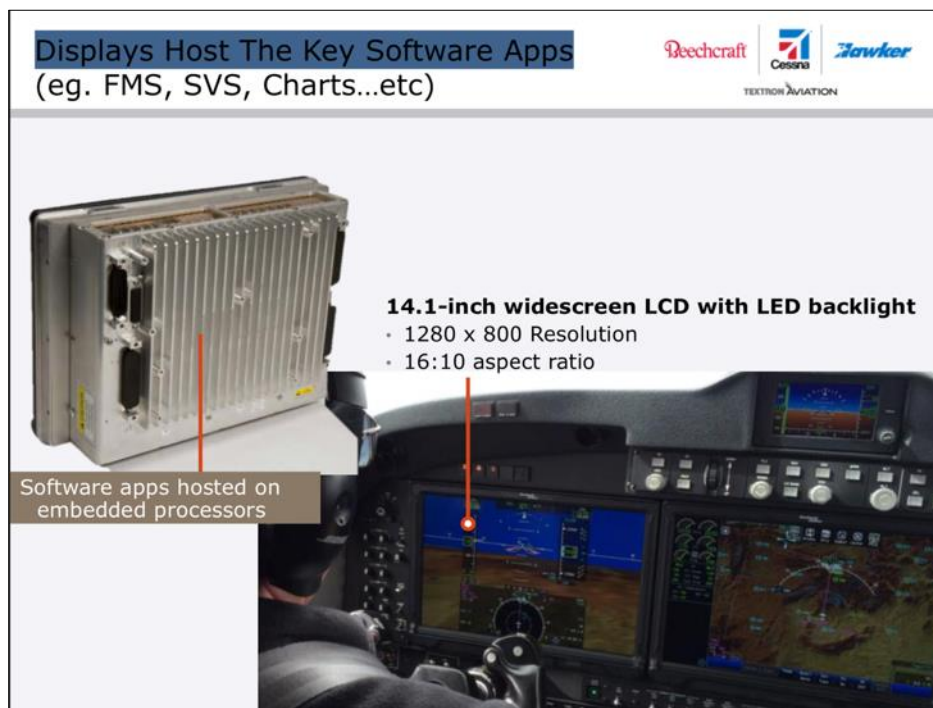 Displays Host The Key Software Apps
(eg. FMS, SVS, Charts...etc)
Beechcraft
Cessna
Hawker
TEXTRON AVIATION
14.1-inch widescreen LCD with LED backlight
• 1280 x 800 Resolution
• 16:10 aspect ratio
Software apps hosted on
embedded processors